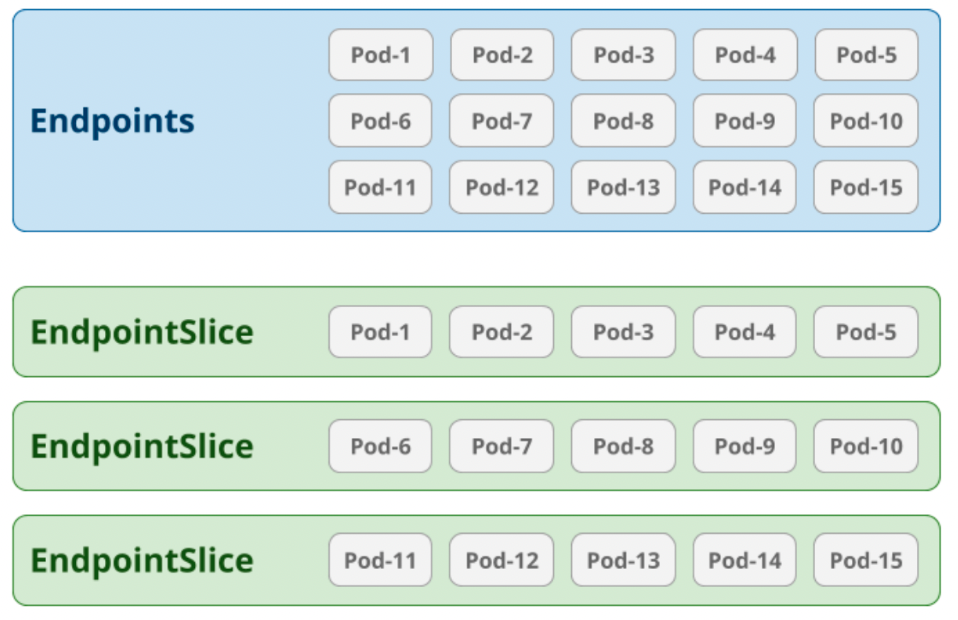 Pod-1 Pod-2 Pod-3 Pod-4 Pod-5
Endpoints Pod-6 Pod-7 Pod-8 Pod-9 Pod-10
Pod-11 Pod-12 Pod-13 Pod-14 Pod-15
EndpointSlice Pod-1 Pod-2 Pod-3 Pod-4 Pod-5
EndpointSlice Pod-6 Pod-7 Pod-8 Pod-9 Pod-10
EndpointSlice Pod-11 Pod-12 Pod-13 Pod-14 Pod-15